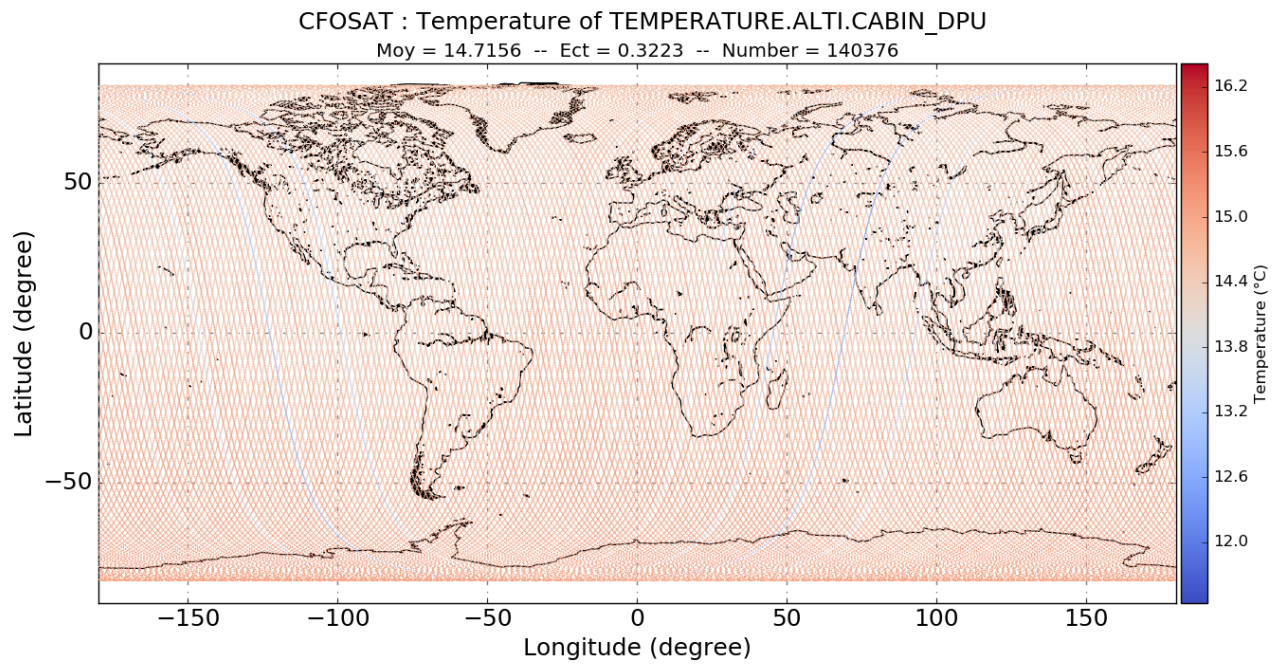 CFOSAT : Temperature of TEMPERATURE.ALTI.CABIN_DPU
Moy = 14.7156 -- Ect = 0.3223 -- Number = 140376
50
0
−50
Latitude (degree)
−150 −100 −50 0 50 100 150
Longitude (degree)
16.2
15.6
15.0
14.4
13.8
13.2
12.6
12.0
Temperature (°C)